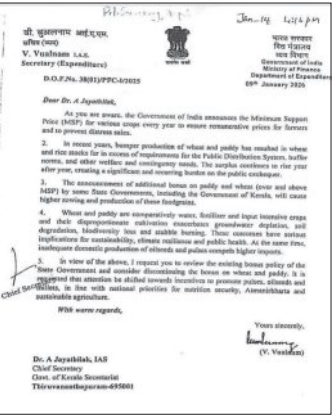 Jan-14
वी. वुअलनाम आई.ए.एस.
सचिव (व्यय)
V. Vualnam I.A.S.
Secretary (Expenditure)
भारत सरकार
वित्त मंत्रालय
व्यय विभाग
Government of India
Ministry of Finance
Department of Expenditure
09th January 2026
D.O.F.No. 38(01)/PFC-I/2025
Dear Dr. A Jayathilak,
As you are aware, the Government of India announces the Minimum Support
Price (MSP) for various crops every year to ensure remunerative prices for farmers
and to prevent distress sales.
2. In recent years, bumper production of wheat and paddy has resulted in wheat
and rice stocks far in excess of requirements for the Public Distribution System, buffer
norms, and other welfare and contingency needs. The surplus continues to rise year
after year, creating a significant and recurring burden on the public exchequer.
3. The announcement of additional bonus on paddy and wheat (over and above
MSP) by some State Governments, including the Government of Kerala, will cause
higher sowing and production of these foodgrains.
4. Wheat and paddy are comparatively water, fertiliser and input intensive crops
and their disproportionate cultivation exacerbates groundwater depletion, soil
degradation, biodiversity loss and stubble burning. These outcomes have serious
implications for sustainability, climate resilience and public health. At the same time,
inadequate domestic production of oilseeds and pulses compels higher imports.
5. In view of the above, I request you to review the existing bonus policy of the
State Government and consider discontinuing the bonus on wheat and paddy. It is
requested that attention be shifted towards incentives to promote pulses, oilseeds and
millets, in line with national priorities for nutrition security, Atmanirbharta and
sustainable agriculture.
Chief Secretary
With warm regards,
Yours sincerely,
(V. Vualnam)
Dr. A Jayathilak, IAS
Chief Secretary
Govt. of Kerala Secretariat
Thiruvananthapuram-695001